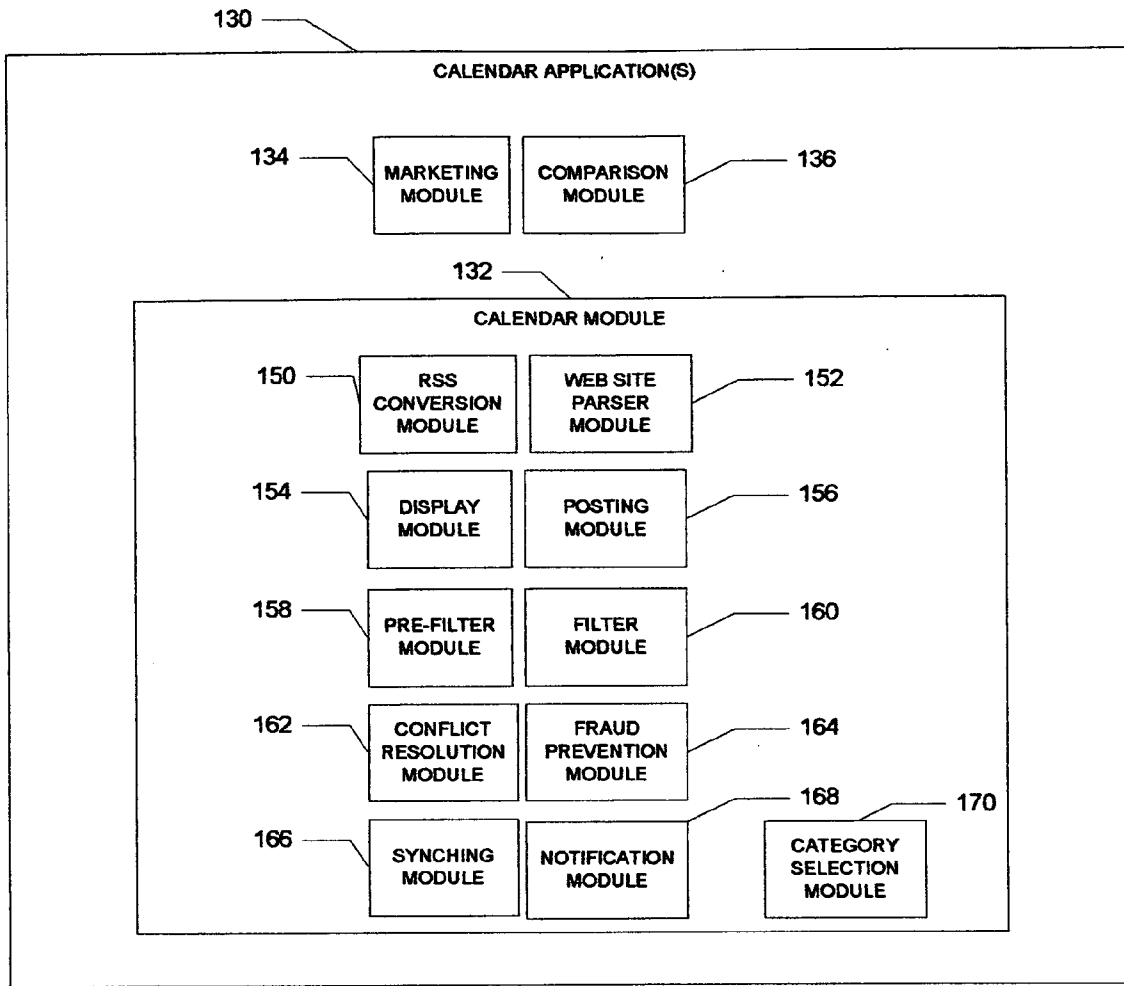 130
CALENDAR APPLICATION(S)
134
MARKETING
MODULE
COMPARISON
MODULE
136
132
CALENDAR MODULE
150
RSS
CONVERSION
MODULE
WEB SITE
PARSER
MODULE
152
154
DISPLAY
MODULE
POSTING
MODULE
156
158
PRE-FILTER
MODULE
FILTER
MODULE
160
162
CONFLICT
RESOLUTION
MODULE
FRAUD
PREVENTION
MODULE
164
166
SYNCHING
MODULE
NOTIFICATION
MODULE
168
CATEGORY
SELECTION
MODULE
170